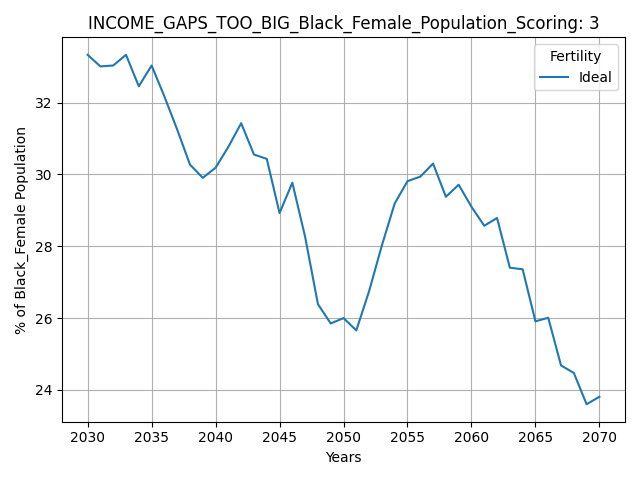 INCOME_GAPS_TOO_BIG_Black_Female_Population_Scoring: 3
Fertility
Ideal
% of Black_Female Population
32
30
28
26
24
2030 2035 2040 2045 2050 2055 2060 2065 2070
Years